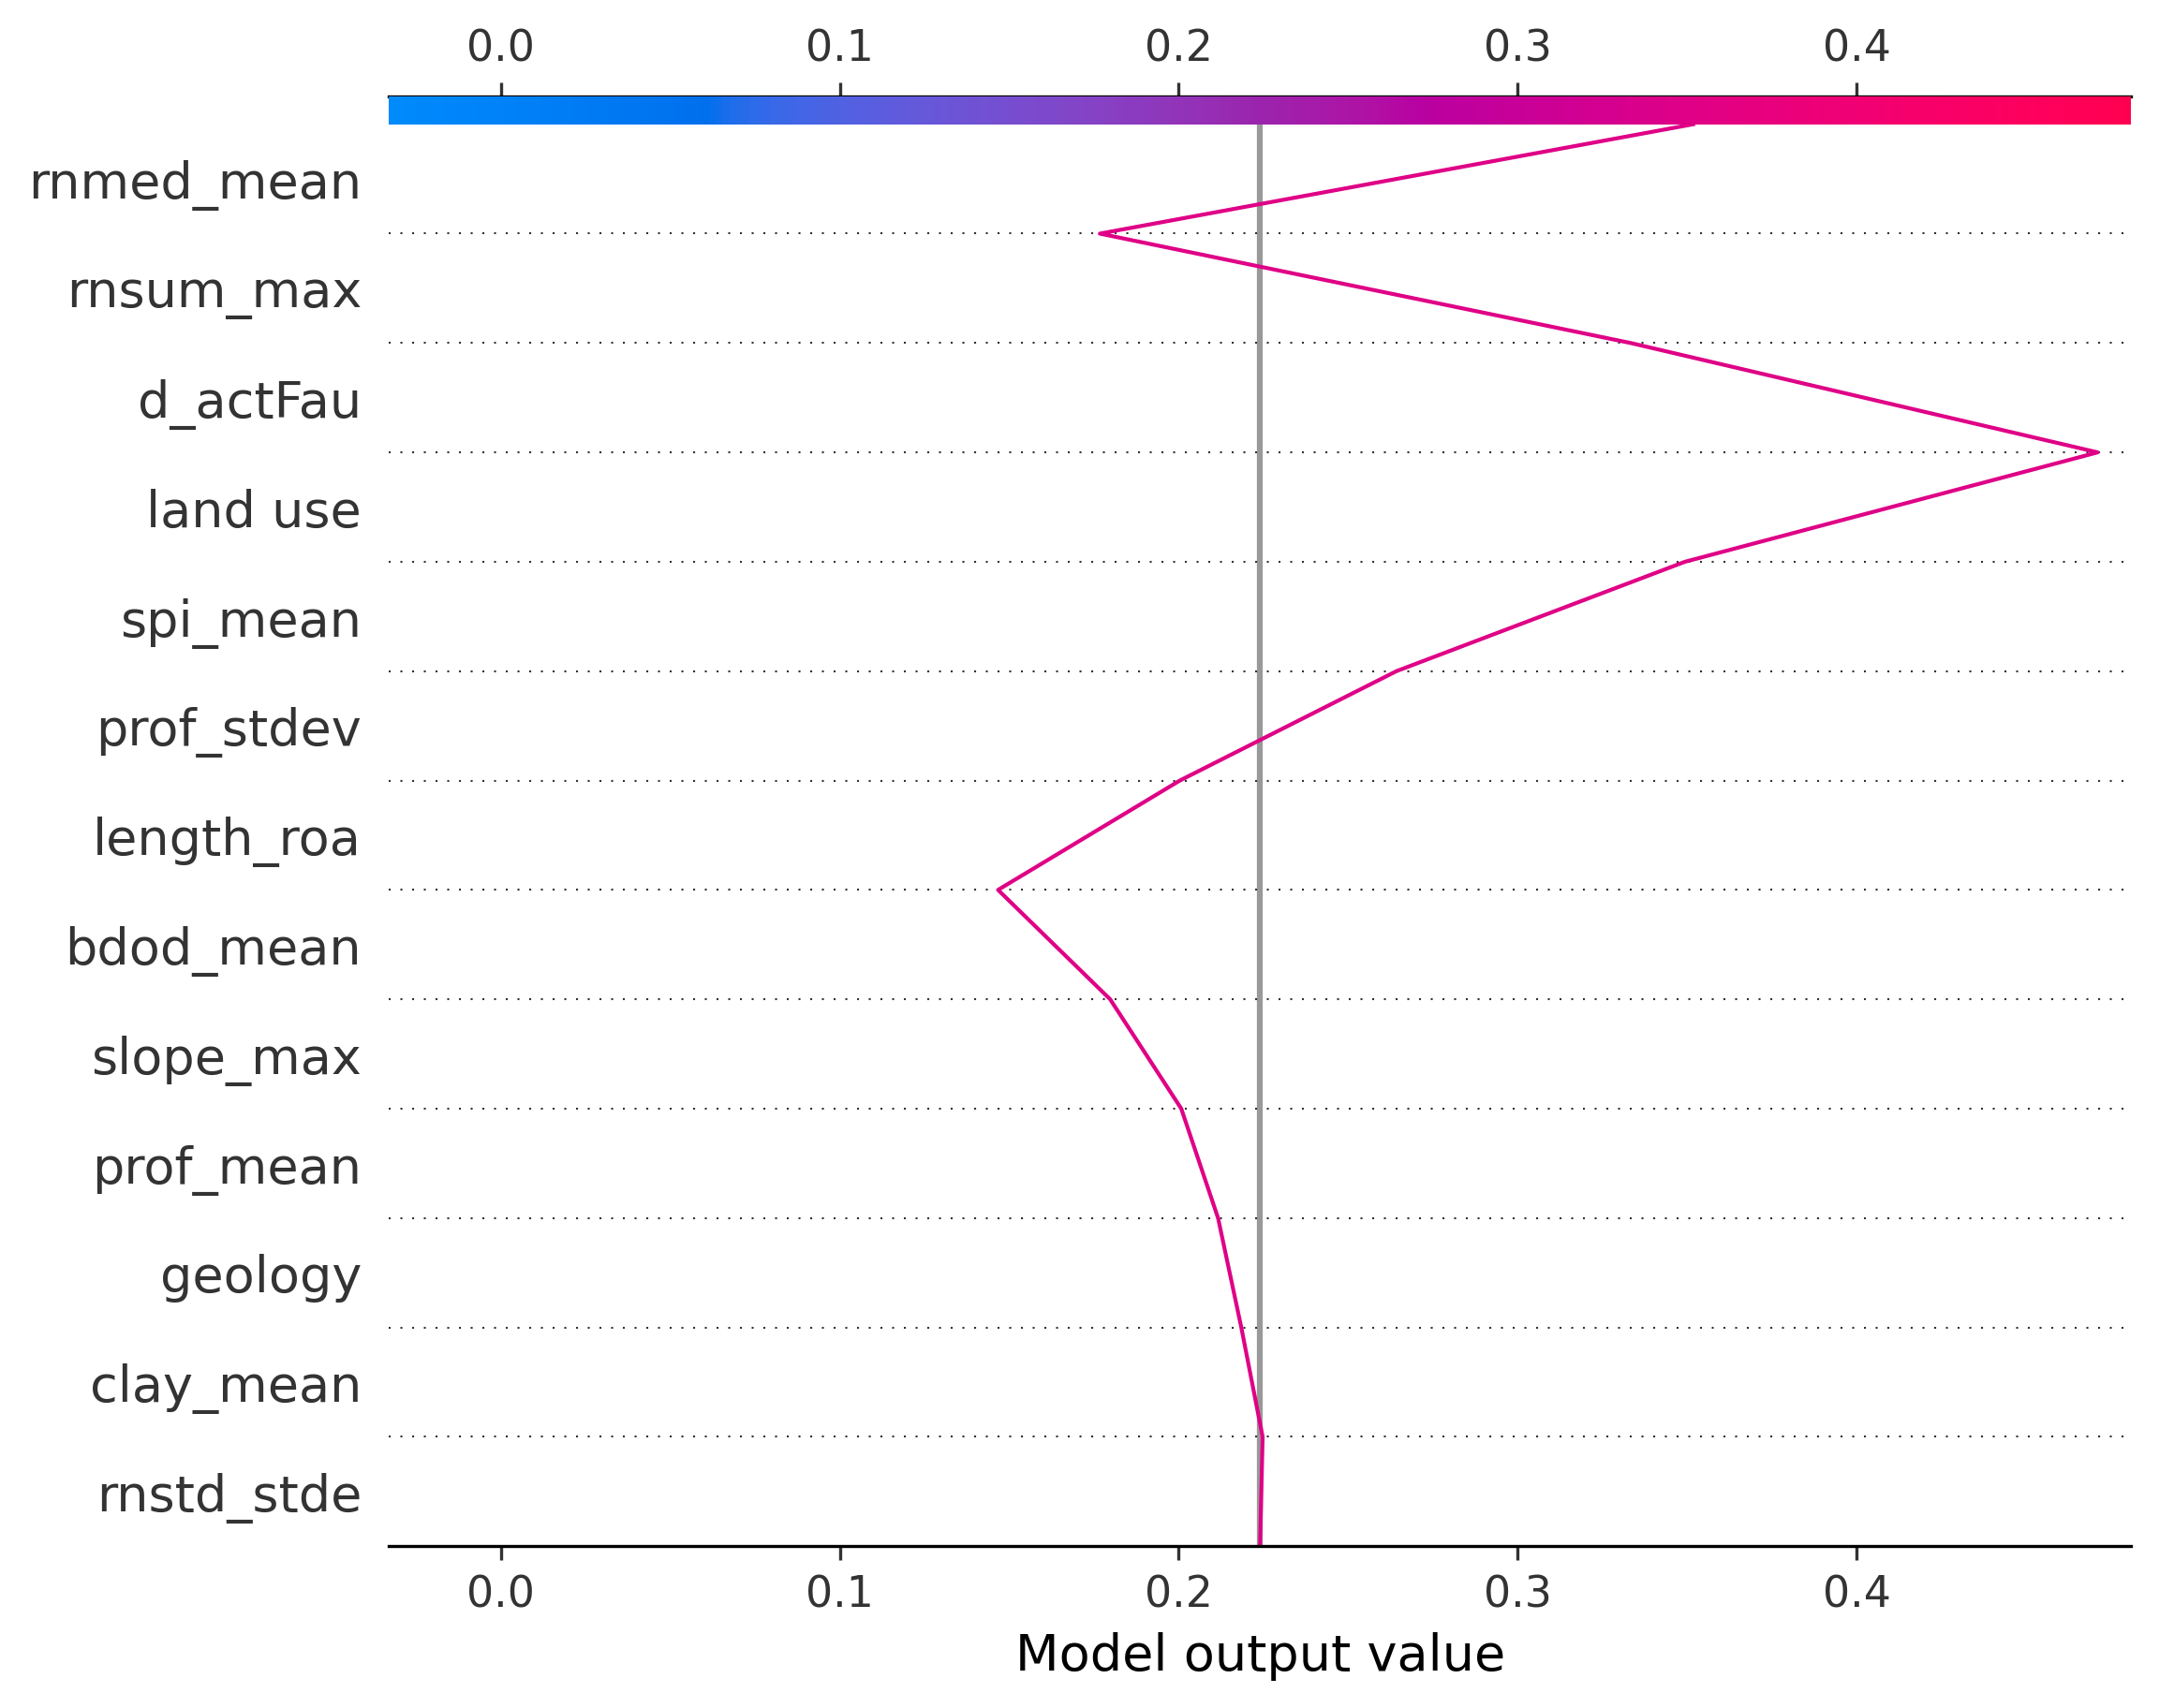 0.0 0.1 0.2 0.3 0.4
rnmed_mean
rnsum_max
d_actFau
land use
spi_mean
prof_stdev
length_roa
bdod_mean
slope_max
prof_mean
geology
clay_mean
rnstd_stde
0.0 0.1 0.2 0.3 0.4
Model output value